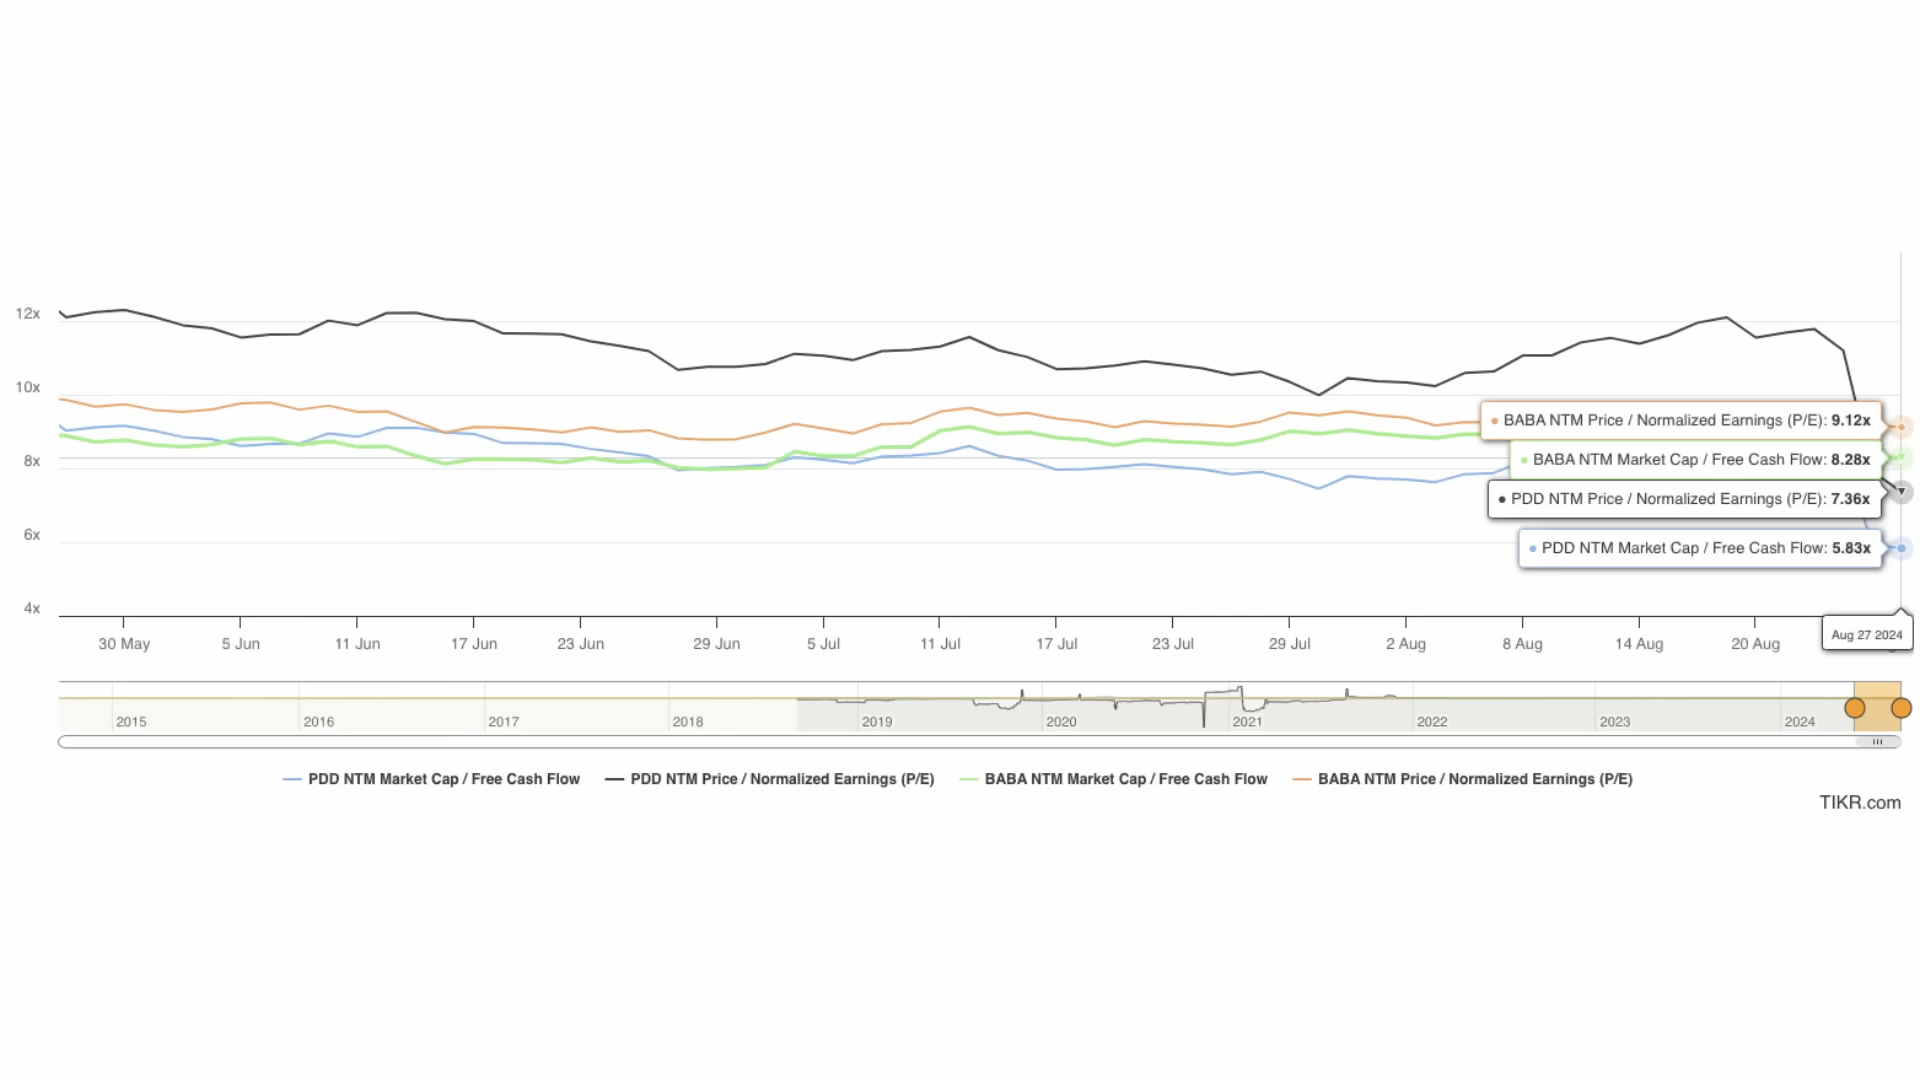 12x
10x
8x
6x
4x
BABA NTM Price / Normalized Earnings (P/E): 9.12x
BABA NTM Market Cap / Free Cash Flow: 8.28x
PDD NTM Price / Normalized Earnings (P/E): 7.36x
PDD NTM Market Cap / Free Cash Flow: 5.83x
30 May 5 Jun 11 Jun 17 Jun 23 Jun 29 Jun 5 Jul 11 Jul 17 Jul 23 Jul 29 Jul 2 Aug 8 Aug 14 Aug 20 Aug
Aug 27 2024
2015 2016 2017 2018 2019 2020 2021 2022 2023 2024
PDD NTM Market Cap / Free Cash Flow PDD NTM Price / Normalized Earnings (P/E) BABA NTM Market Cap / Free Cash Flow BABA NTM Price / Normalized Earnings (P/E)
TIKR.com